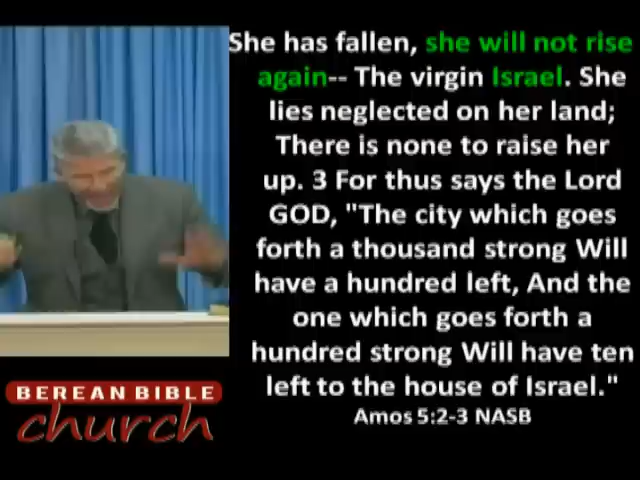 She has fallen, she will not rise
again-- The virgin Israel. She
lies neglected on her land;
There is none to raise her
up. 3 For thus says the Lord
GOD, "The city which goes
forth a thousand strong Will
have a hundred left, And the
one which goes forth a
hundred strong Will have ten
left to the house of Israel."
Amos 5:2-3 NASB
BEREAN BIBLE
church